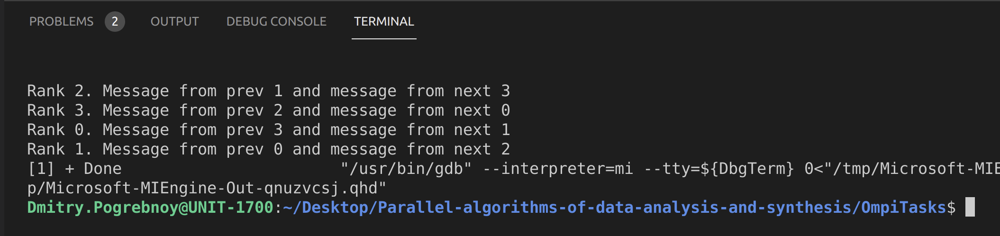 PROBLEMS 2 OUTPUT DEBUG CONSOLE TERMINAL
Rank 2. Message from prev 1 and message from next 3
Rank 3. Message from prev 2 and message from next 0
Rank 0. Message from prev 3 and message from next 1
Rank 1. Message from prev 0 and message from next 2
[1] + Done                       "/usr/bin/gdb" --interpreter=mi --tty=${DbgTerm} 0<"/tmp/Microsoft-MIE
p/Microsoft-MIEngine-Out-qnuzvcsj.qhd"
Dmitry.Pogrebnoy@UNIT-1700:~/Desktop/Parallel-algorithms-of-data-analysis-and-synthesis/OmpiTasks$